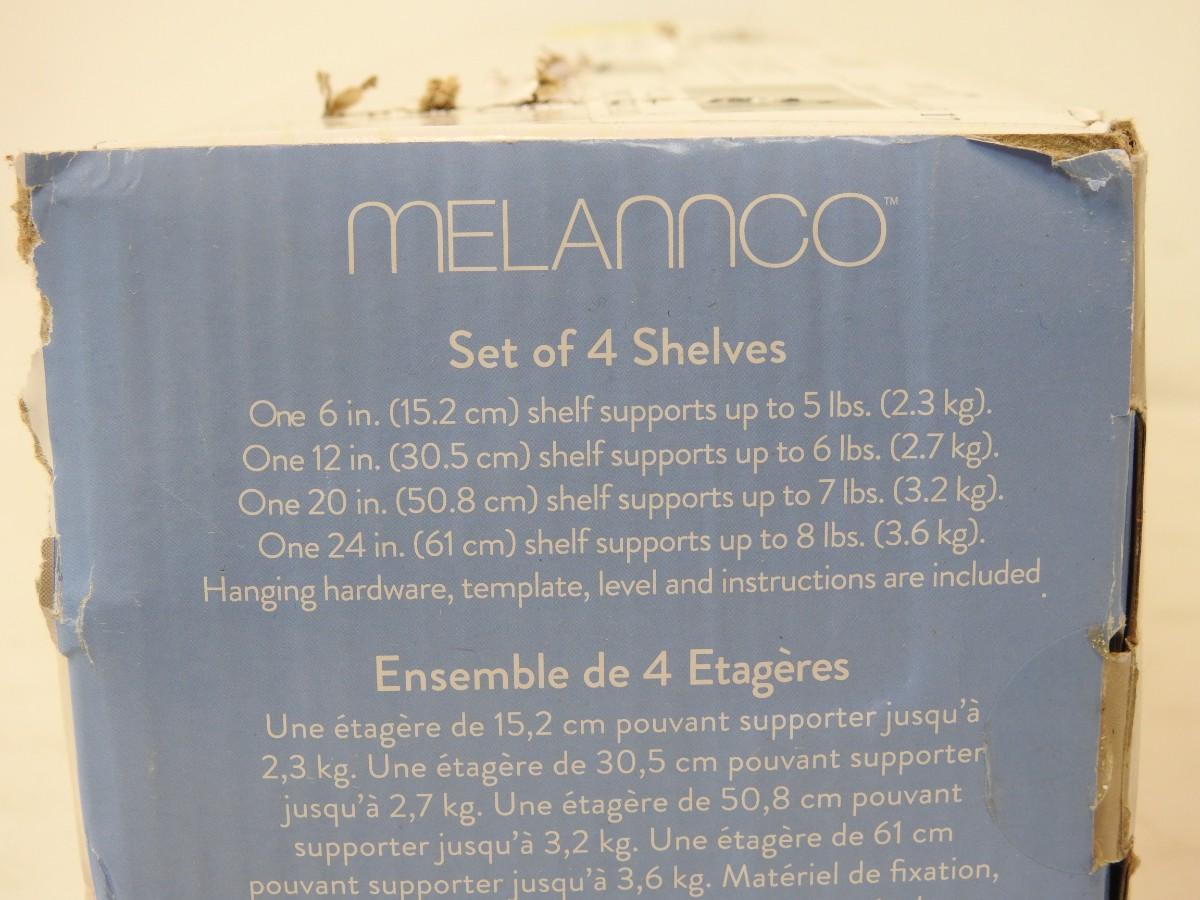 MELANNCO™
Set of 4 Shelves
One 6 in. (15.2 cm) shelf supports up to 5 lbs. (2.3 kg).
One 12 in. (30.5 cm) shelf supports up to 6 lbs. (2.7 kg).
One 20 in. (50.8 cm) shelf supports up to 7 lbs. (3.2 kg).
One 24 in. (61 cm) shelf supports up to 8 lbs. (3.6 kg).
Hanging hardware, template, level and instructions are included.
Ensemble de 4 Etagères
Une étagère de 15,2 cm pouvant supporter jusqu'à
2,3 kg. Une étagère de 30,5 cm pouvant supporter
jusqu'à 2,7 kg. Une étagère de 50,8 cm pouvant
supporter jusqu'à 3,2 kg. Une étagère de 61 cm
pouvant supporter jusqu'à 3,6 kg. Matériel de fixation,